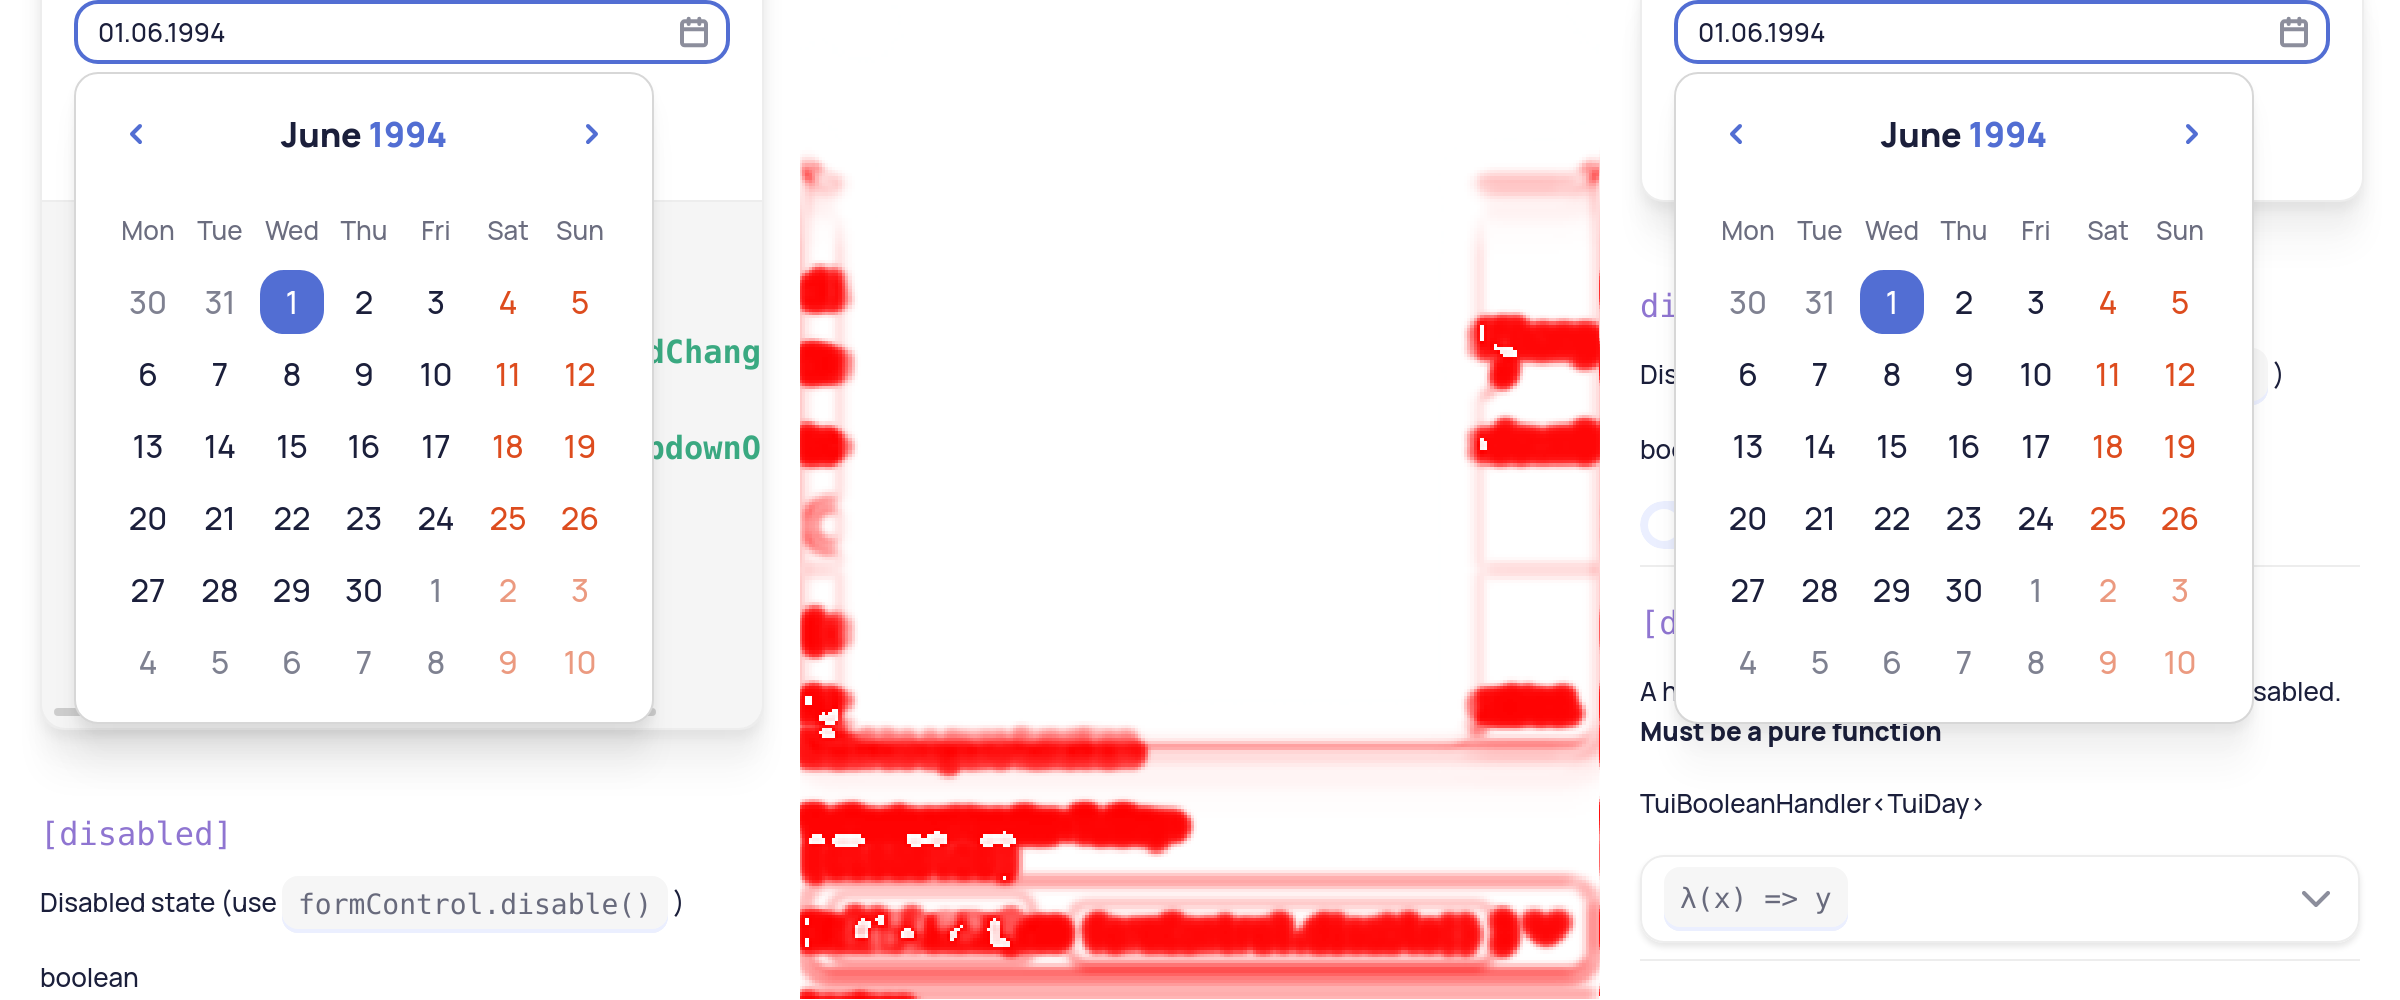 01.06.1994
June 1994
Mon Tue Wed Thu Fri Sat Sun
30 31 1 2 3 4 5
6 7 8 9 10 11 12
13 14 15 16 17 18 19
20 21 22 23 24 25 26
27 28 29 30 1 2 3
4 5 6 7 8 9 10
dChang
pdownO
[disabled]
Disabled state (use formControl.disable() )
boolean
01.06.1994
June 1994
Mon Tue Wed Thu Fri Sat Sun
30 31 1 2 3 4 5
6 7 8 9 10 11 12
13 14 15 16 17 18 19
20 21 22 23 24 25 26
27 28 29 30 1 2 3
4 5 6 7 8 9 10
di
Dis )
boo
[d
A h sabled.
Must be a pure function
TuiBooleanHandler<TuiDay>
λ(x) => y